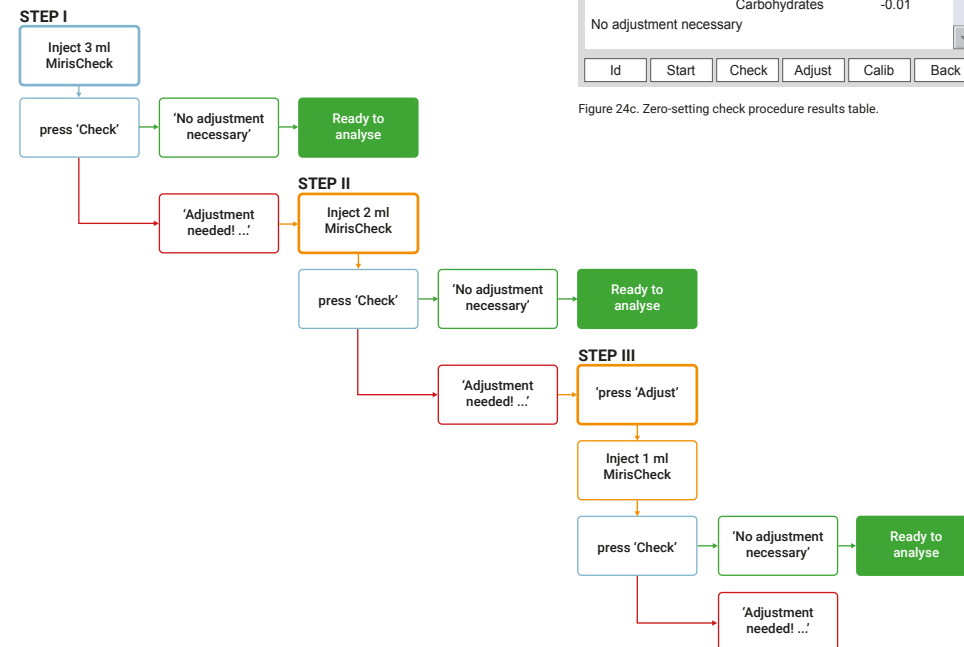 STEP I
Inject 3 ml
MirisCheck
press ‘Check’
‘No adjustment
necessary’
Ready to
analyse
‘Adjustment
needed! ...’
STEP II
Inject 2 ml
MirisCheck
press ‘Check’
‘No adjustment
necessary’
Ready to
analyse
‘Adjustment
needed! ...’
STEP III
‘press ‘Adjust’
Inject 1 ml
MirisCheck
press ‘Check’
‘No adjustment
necessary’
Ready to
analyse
‘Adjustment
needed! ...’
Carbohydrates -0.01
No adjustment necessary
Id Start Check Adjust Calib Back
Figure 24c. Zero-setting check procedure results table.